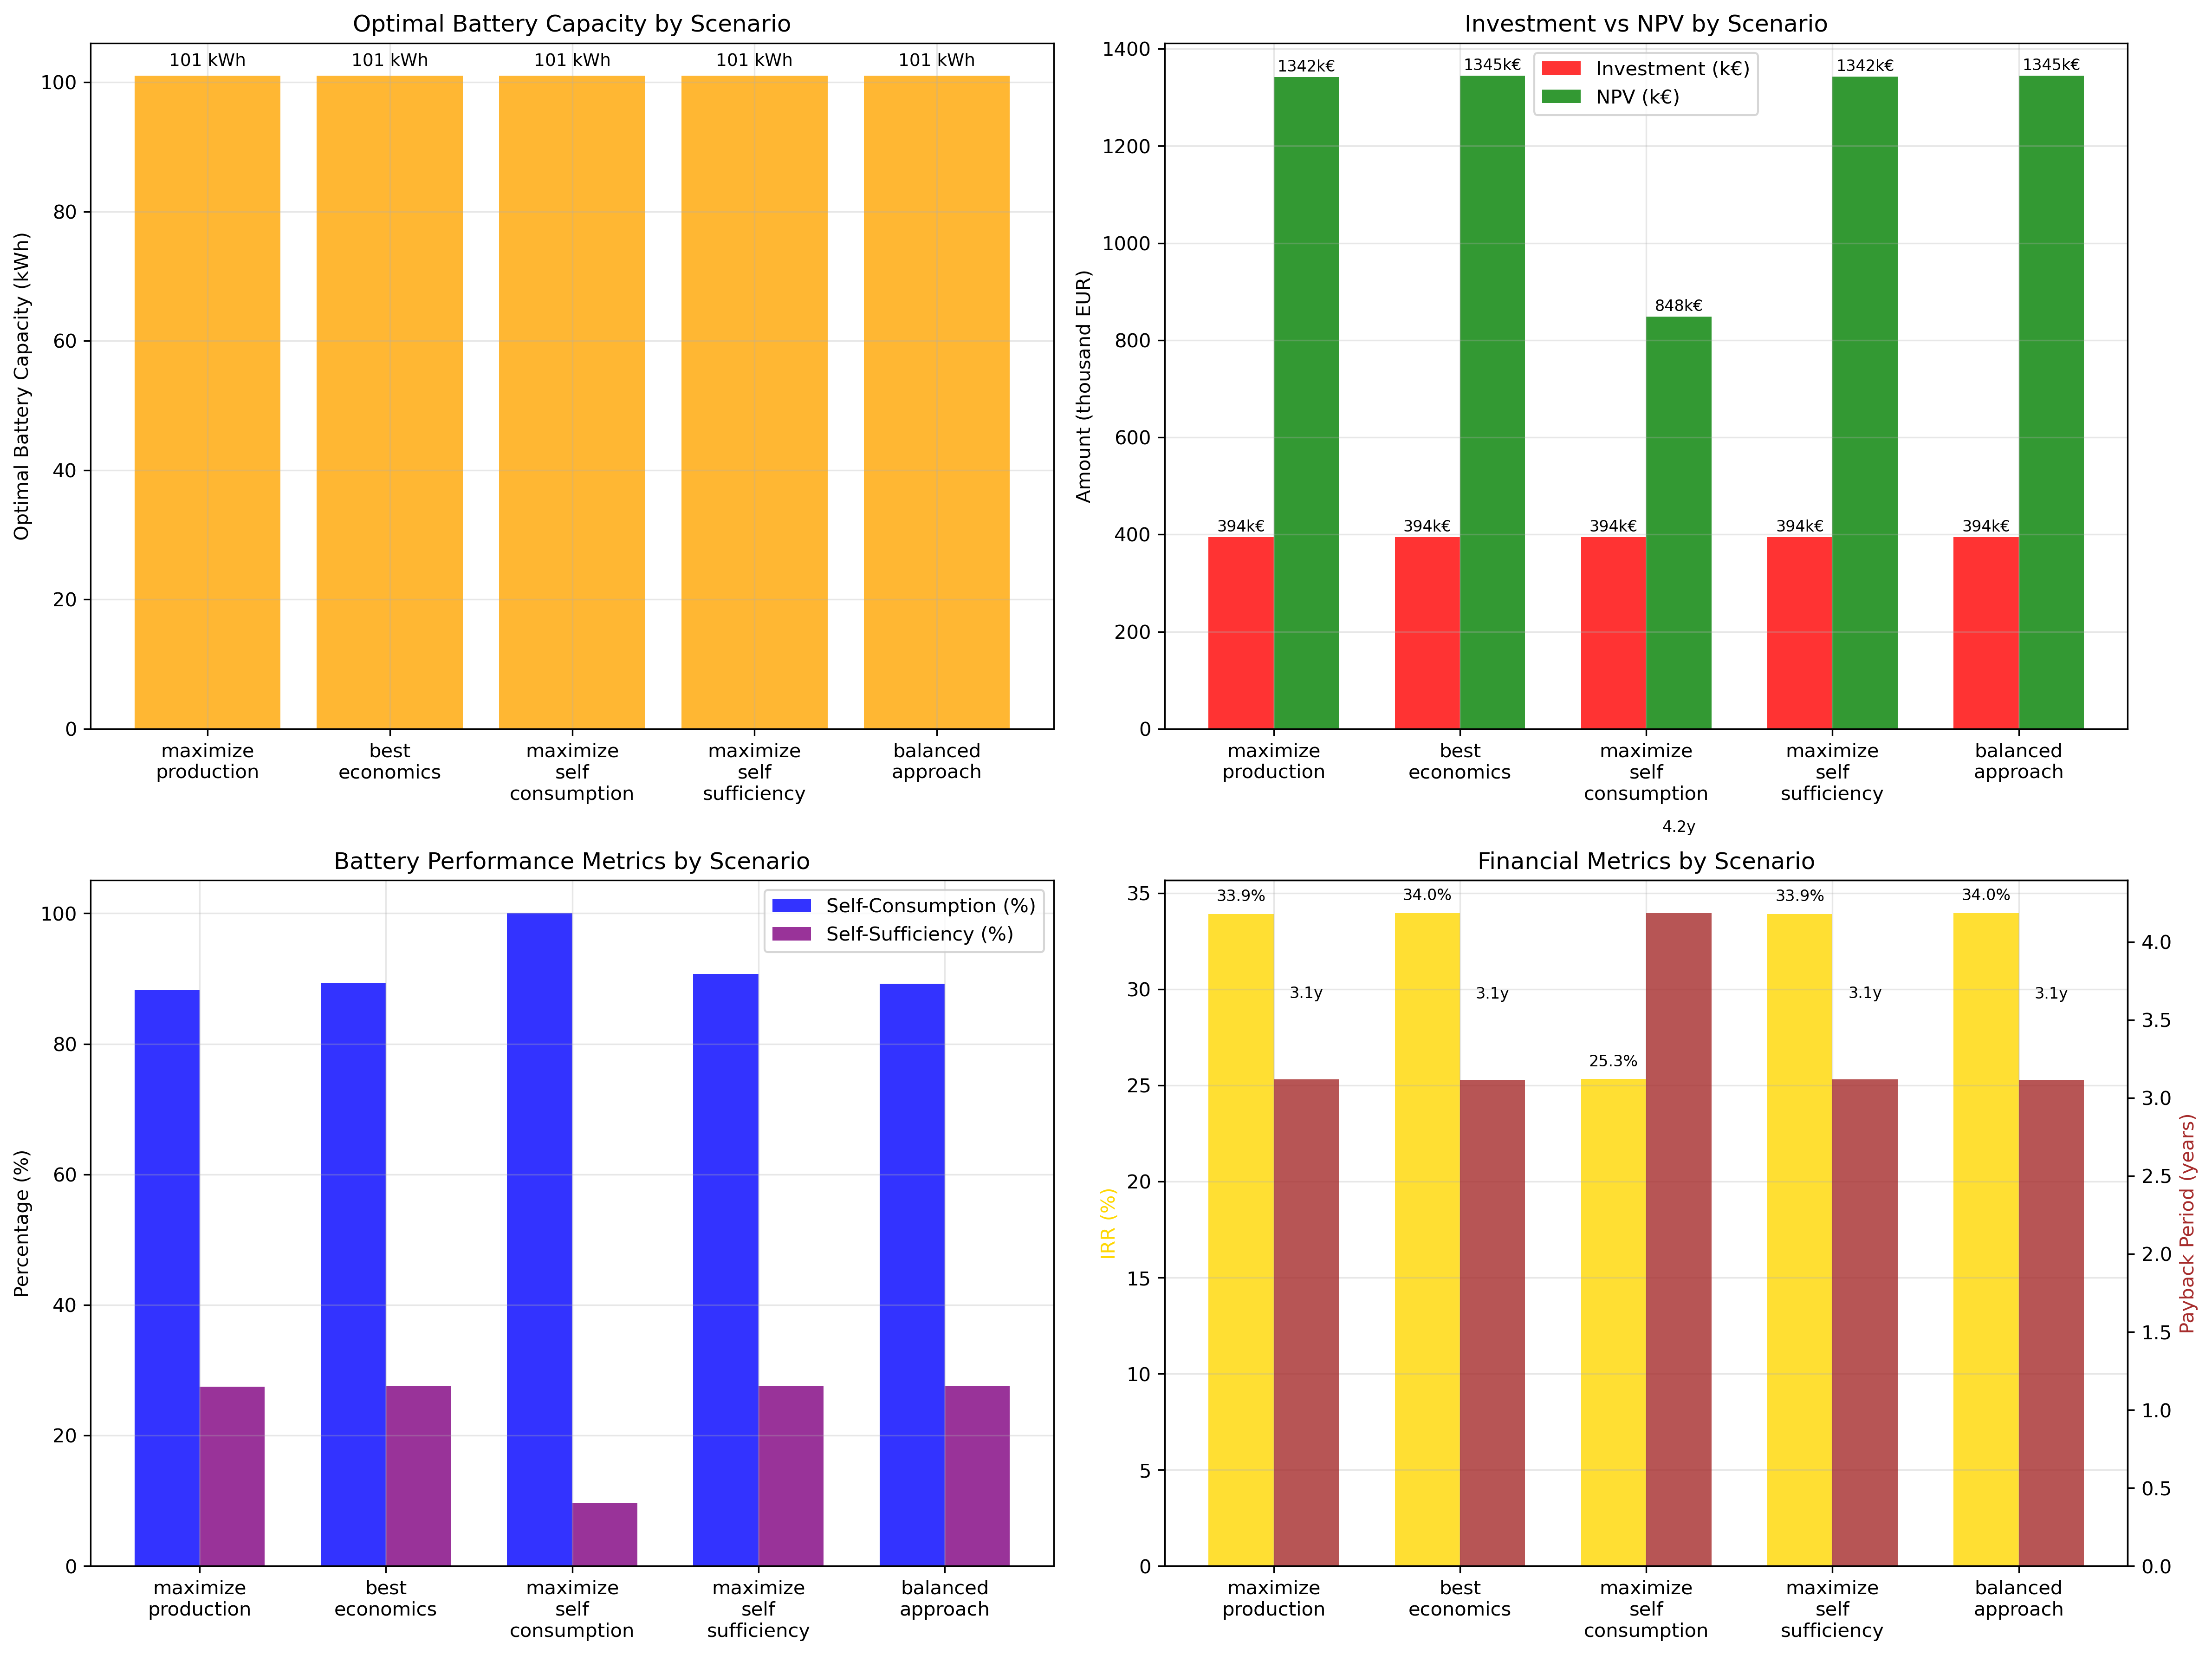 Optimal Battery Capacity by Scenario
Optimal Battery Capacity (kWh)
100
80
60
40
20
0
101 kWh
101 kWh
101 kWh
101 kWh
101 kWh
maximize
production
best
economics
maximize
self
consumption
maximize
self
sufficiency
balanced
approach
Investment vs NPV by Scenario
Amount (thousand EUR)
1400
1200
1000
800
600
400
200
0
Investment (k€)
NPV (k€)
394k€
1342k€
394k€
1345k€
394k€
848k€
394k€
1342k€
394k€
1345k€
maximize
production
best
economics
maximize
self
consumption
maximize
self
sufficiency
balanced
approach
Battery Performance Metrics by Scenario
Percentage (%)
100
80
60
40
20
0
Self-Consumption (%)
Self-Sufficiency (%)
maximize
production
best
economics
maximize
self
consumption
maximize
self
sufficiency
balanced
approach
4.2y
Financial Metrics by Scenario
IRR (%)
35
30
25
20
15
10
5
0
33.9%
3.1y
34.0%
3.1y
25.3%
33.9%
3.1y
34.0%
3.1y
4.0
3.5
3.0
2.5
2.0
1.5
1.0
0.5
0.0
Payback Period (years)
maximize
production
best
economics
maximize
self
consumption
maximize
self
sufficiency
balanced
approach